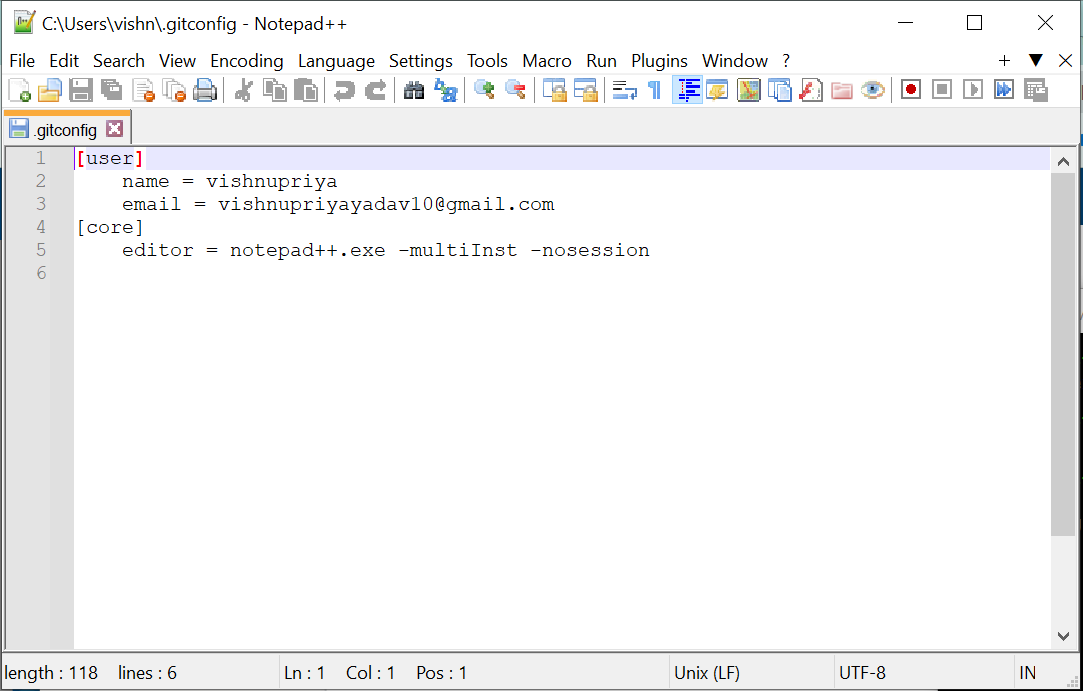 C:\Users\vishn\.gitconfig - Notepad++
File Edit Search View Encoding Language Settings Tools Macro Run Plugins Window ?
.gitconfig
1 [user]
2 name = vishnupriya
3 email = vishnupriyayadav10@gmail.com
4 [core]
5 editor = notepad++.exe -multiInst -nosession
6
length : 118 lines : 6 Ln : 1 Col : 1 Pos : 1 Unix (LF) UTF-8 IN